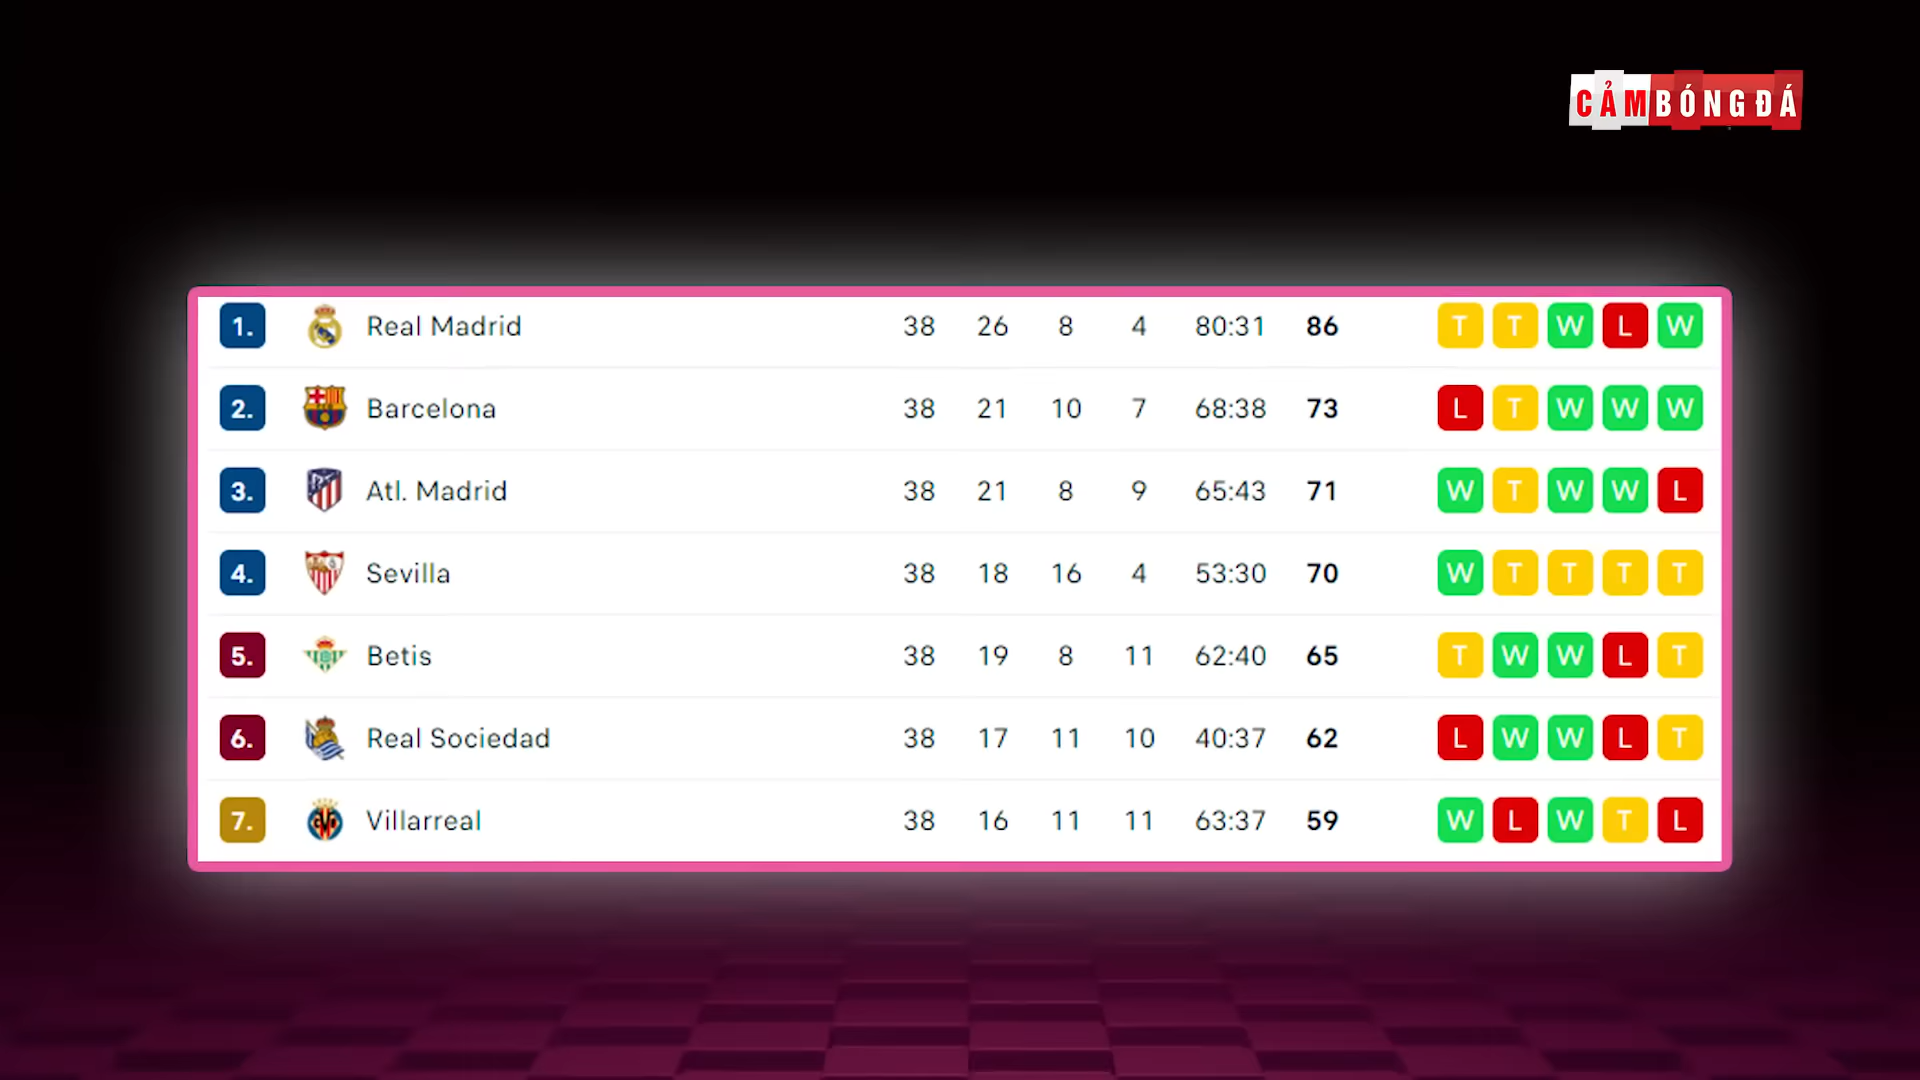 CẢMBÓNGĐÁ
1. Real Madrid 38 26 8 4 80:31 86 T T W L W
2. Barcelona 38 21 10 7 68:38 73 L T W W W
3. Atl. Madrid 38 21 8 9 65:43 71 W T W W L
4. Sevilla 38 18 16 4 53:30 70 W T T T T
5. Betis 38 19 8 11 62:40 65 T W W L T
6. Real Sociedad 38 17 11 10 40:37 62 L W W L T
7. Villarreal 38 16 11 11 63:37 59 W L W T L